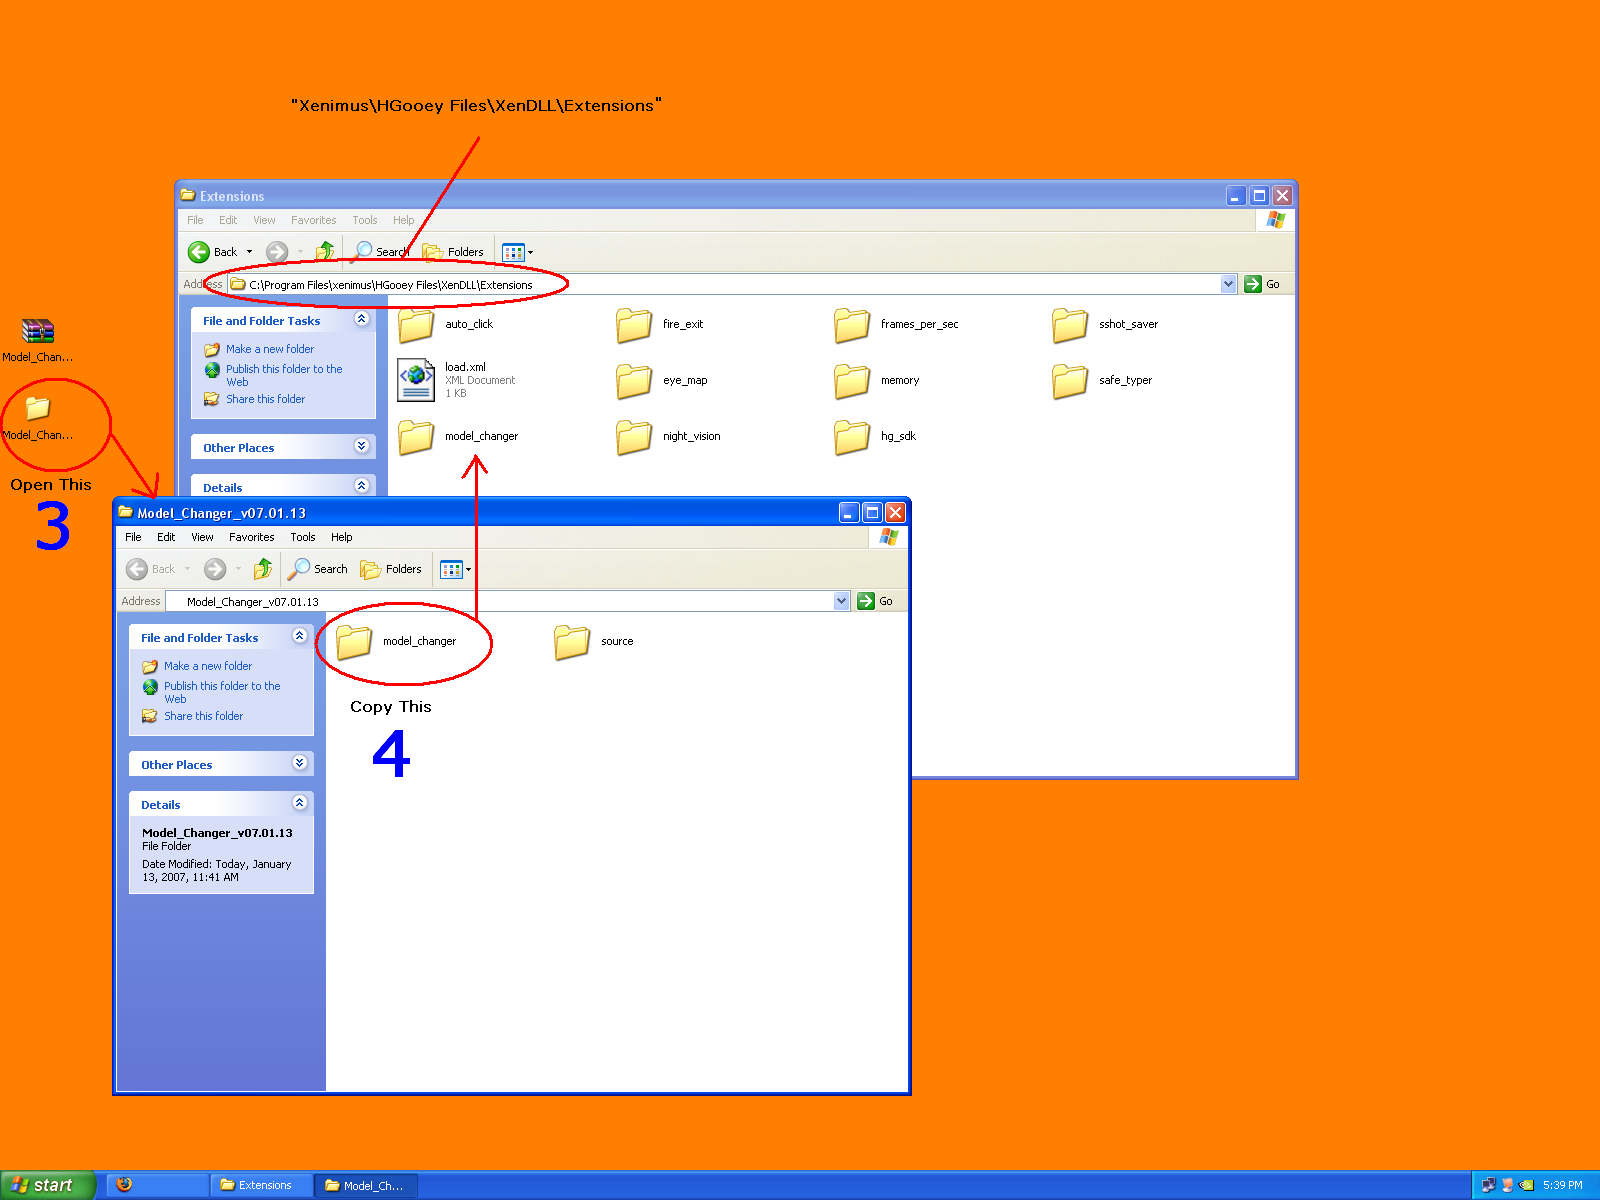 "Xenimus\HGooey Files\XenDLL\Extensions"
Extensions
File Edit View Favorites Tools Help
Back Search Folders
Address C:\Program Files\xenimus\HGooey Files\XenDLL\Extensions Go
File and Folder Tasks
Make a new folder
Publish this folder to the
Web
Share this folder
Other Places
Details
auto_click fire_exit frames_per_sec sshot_saver
load.xml
XML Document
1 KB
eye_map memory safe_typer
model_changer night_vision hg_sdk
Model_Chan...
Model_Chan...
Open This
3
Model_Changer_v07.01.13
File Edit View Favorites Tools Help
Back Search Folders
Address Model_Changer_v07.01.13 Go
File and Folder Tasks
Make a new folder
Publish this folder to the
Web
Share this folder
Other Places
Details
Model_Changer_v07.01.13
File Folder
Date Modified: Today, January
13, 2007, 11:41 AM
model_changer source
Copy This
4
start Extensions Model_Ch... 5:39 PM